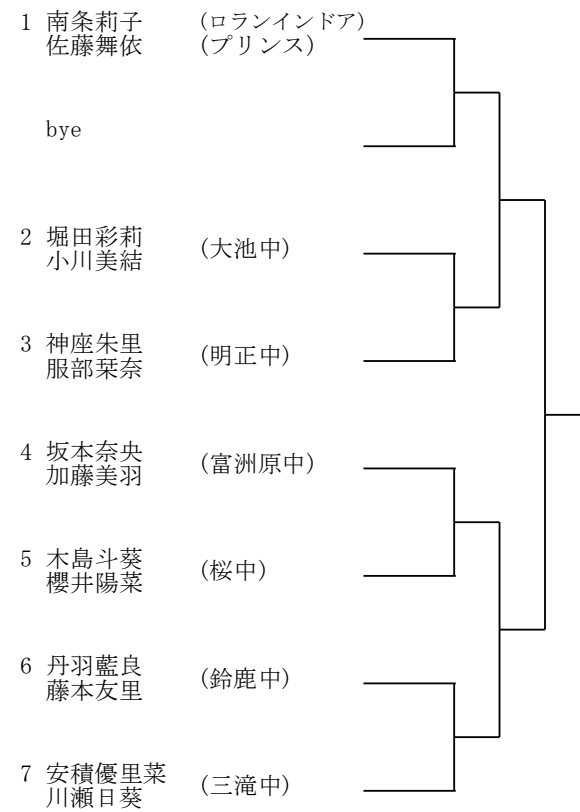 1 南条莉子 (ロランインドア)
佐藤舞依 (プリンス)
bye
2 堀田彩莉
小川美結 (大池中)
3 神座朱里
服部栞奈 (明正中)
4 坂本奈央
加藤美羽 (富洲原中)
5 木島斗葵
櫻井陽菜 (桜中)
6 丹羽藍良
藤本友里 (鈴鹿中)
7 安積優里菜
川瀬日葵 (三滝中)